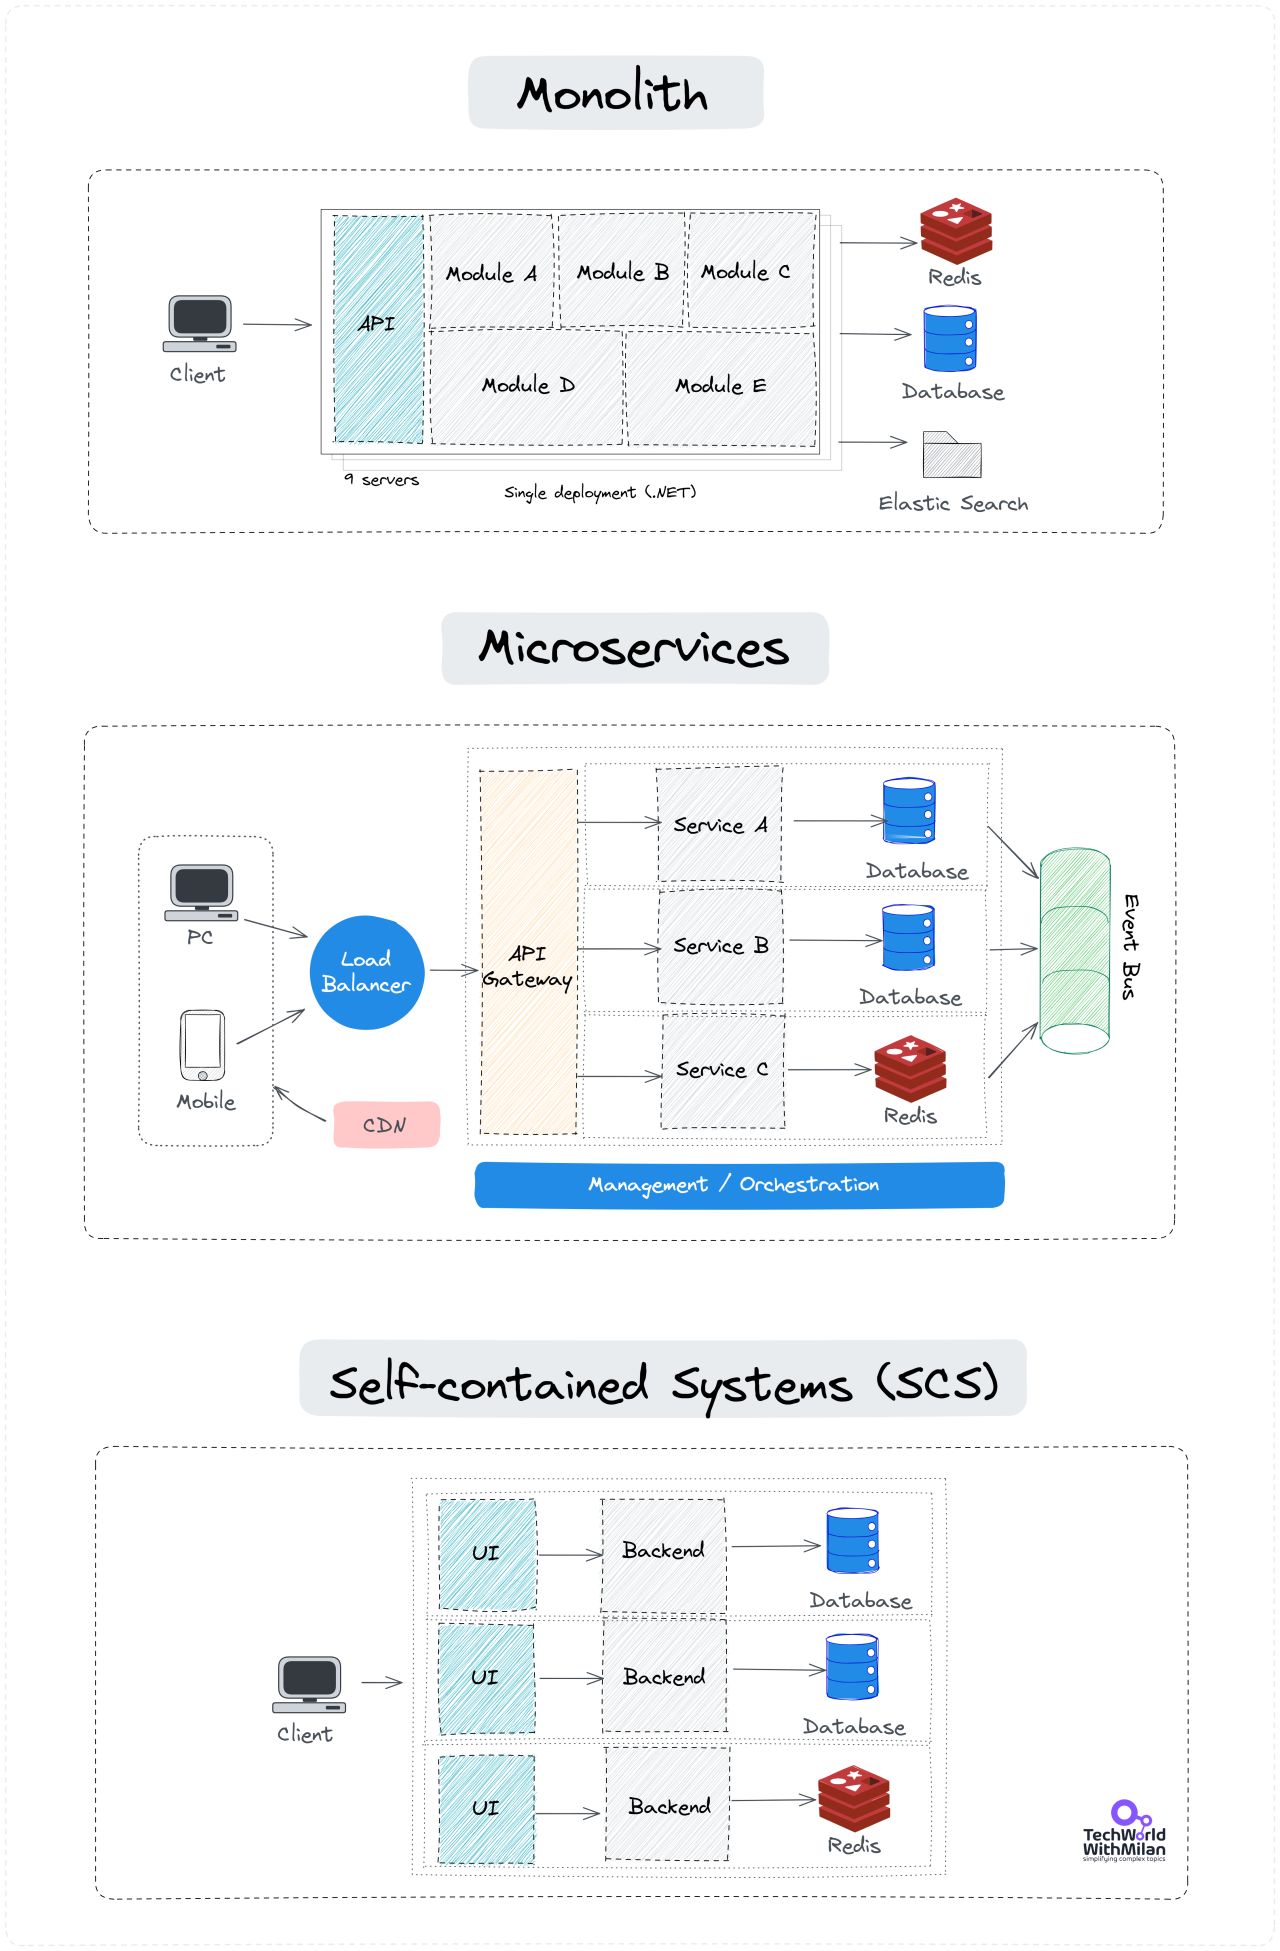 Monolith
Client
API
Module A
Module B
Module C
Module D
Module E
9 servers
Single deployment (.NET)
Redis
Database
Elastic Search
Microservices
PC
Mobile
Load
Balancer
CDN
API
Gateway
Service A
Database
Service B
Database
Service C
Redis
Event Bus
Management / Orchestration
Self-contained Systems (SCS)
Client
UI
Backend
Database
UI
Backend
Database
UI
Backend
Redis
TechWorld
WithMilan
simplifying complex topics